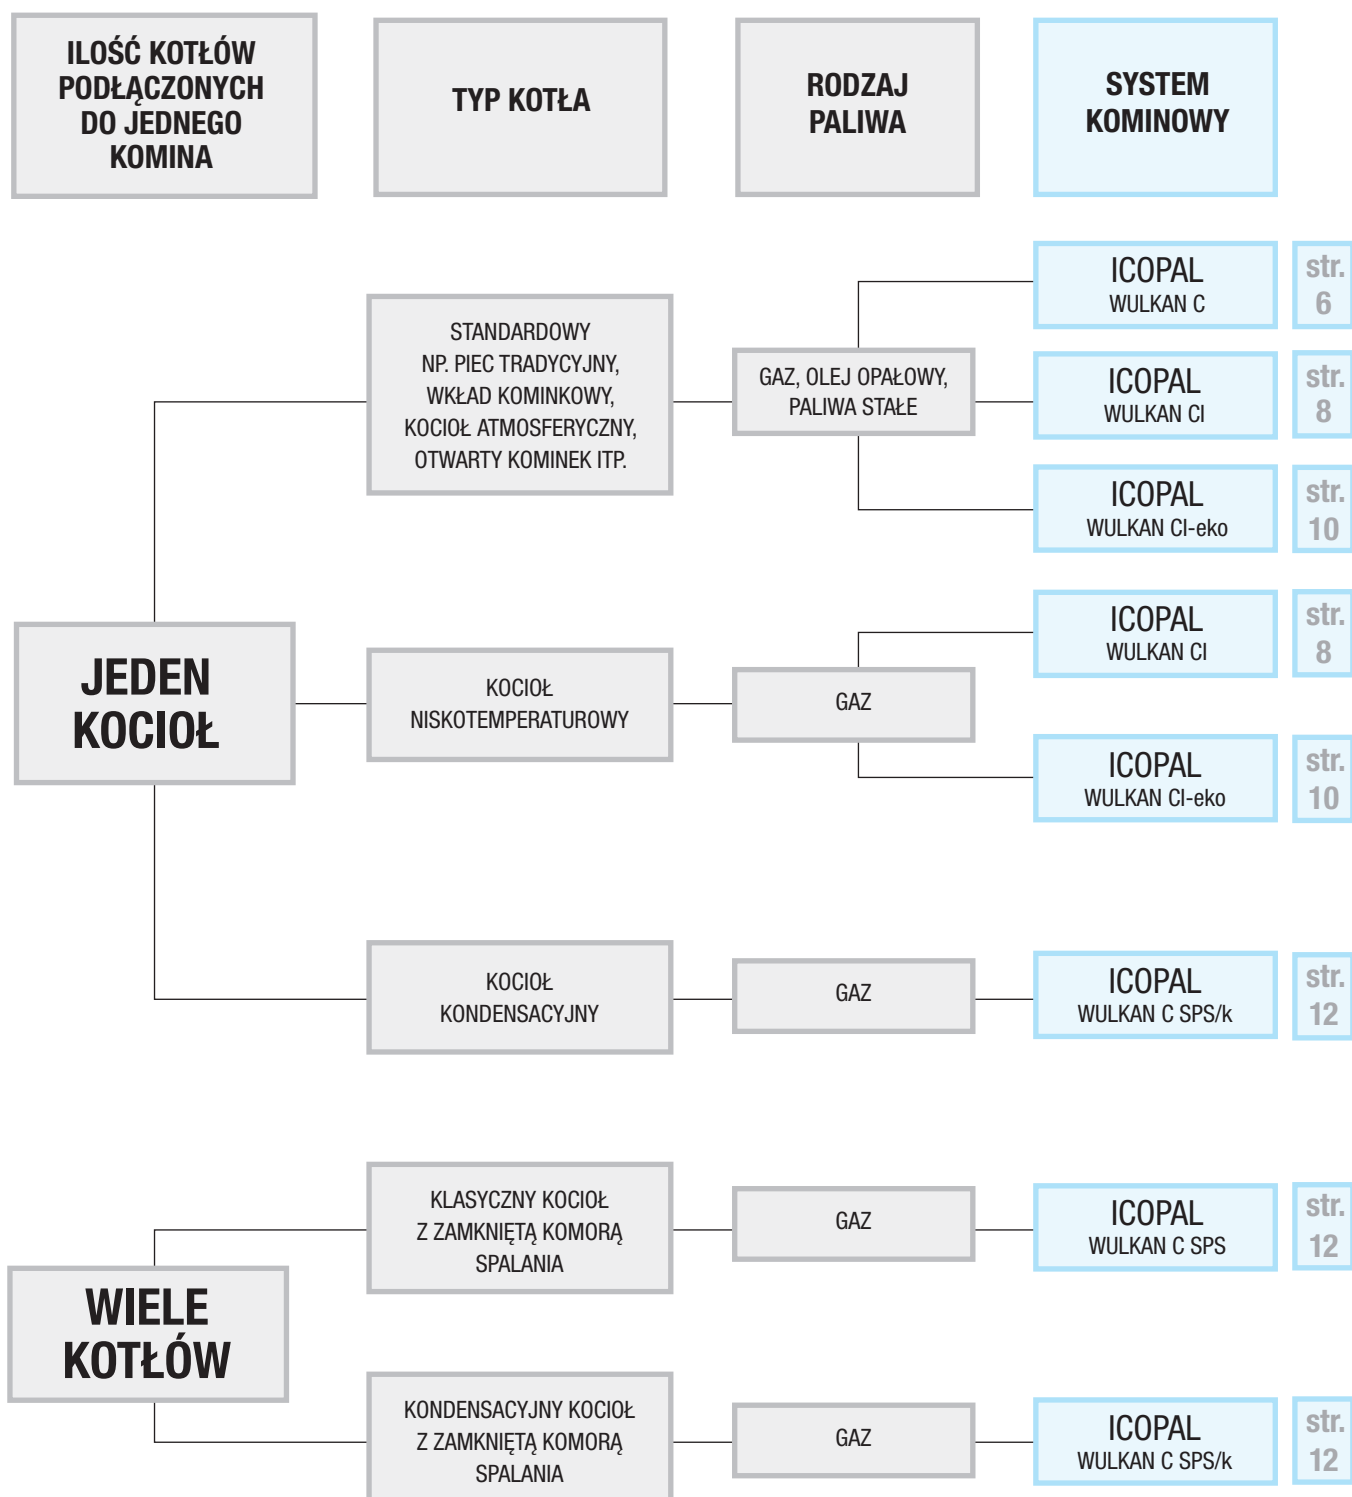 ILOŚĆ KOTŁÓW
PODŁĄCZONYCH
DO JEDNEGO
KOMINA
TYP KOTŁA
RODZAJ
PALIWA
SYSTEM
KOMINOWY
JEDEN
KOCIOŁ
STANDARDOWY
NP. PIEC TRADYCYJNY,
WKŁAD KOMINKOWY,
KOCIOŁ ATMOSFERYCZNY,
OTWARTY KOMINEK ITP.
GAZ, OLEJ OPAŁOWY,
PALIWA STAŁE
ICOPAL
WULKAN C
str.
6
ICOPAL
WULKAN CI
str.
8
ICOPAL
WULKAN CI-eko
str.
10
KOCIOŁ
NISKOTEMPERATUROWY
GAZ
ICOPAL
WULKAN CI
str.
8
ICOPAL
WULKAN CI-eko
str.
10
KOCIOŁ
KONDENSACYJNY
GAZ
ICOPAL
WULKAN C SPS/k
str.
12
WIELE
KOTŁÓW
KLASYCZNY KOCIOŁ
Z ZAMKNIĘTĄ KOMORĄ
SPALANIA
GAZ
ICOPAL
WULKAN C SPS
str.
12
KONDENSACYJNY KOCIOŁ
Z ZAMKNIĘTĄ KOMORĄ
SPALANIA
GAZ
ICOPAL
WULKAN C SPS/k
str.
12